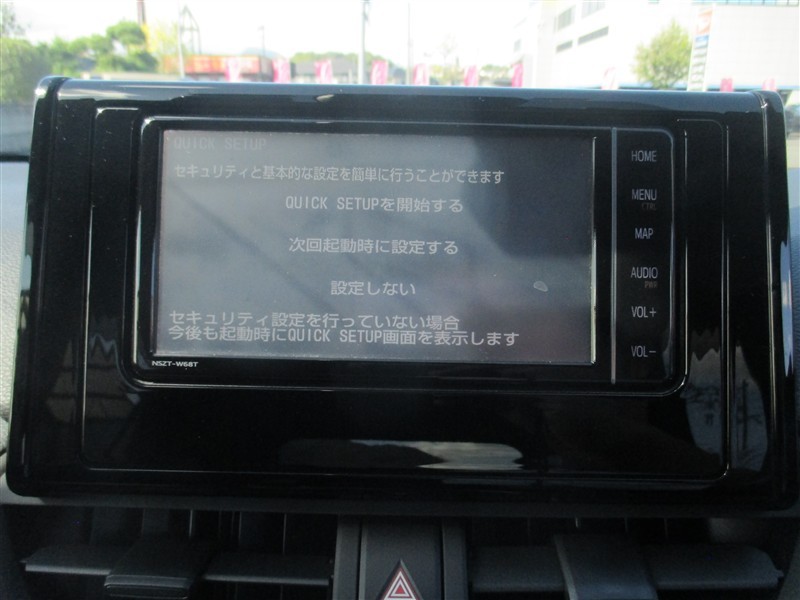 QUICK SETUP
セキュリティと基本的な設定を簡単に行うことができます
QUICK SETUPを開始する
次回起動時に設定する
設定しない
セキュリティ設定を行っていない場合
今後も起動時にQUICK SETUP画面を表示します
NSZT-W68T
HOME
MENU
CTRL
MAP
AUDIO
PWR
VOL+
VOL-